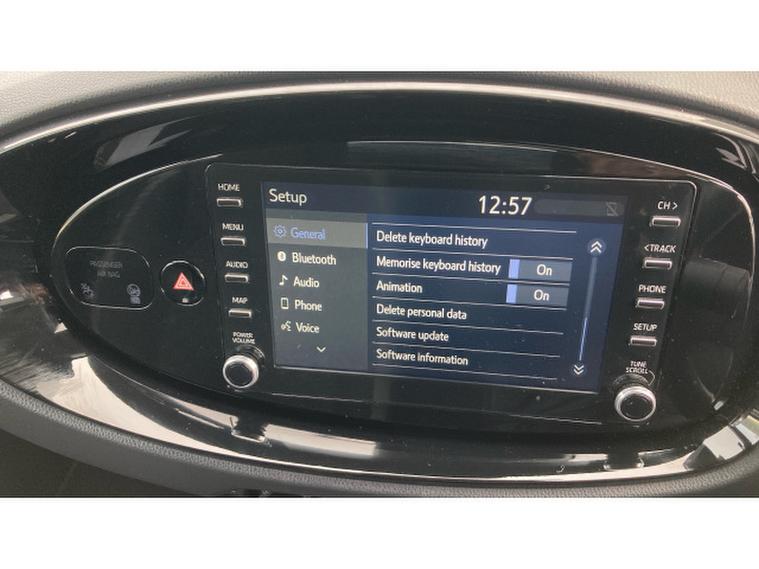 HOME
MENU
AUDIO
MAP
POWER
VOLUME
PASSENGER
AIR BAG
Setup
12:57
General
Bluetooth
Audio
Phone
Voice
Delete keyboard history
Memorise keyboard history On
Animation On
Delete personal data
Software update
Software information
CH >
<TRACK
PHONE
SETUP
TUNE
SCROLL